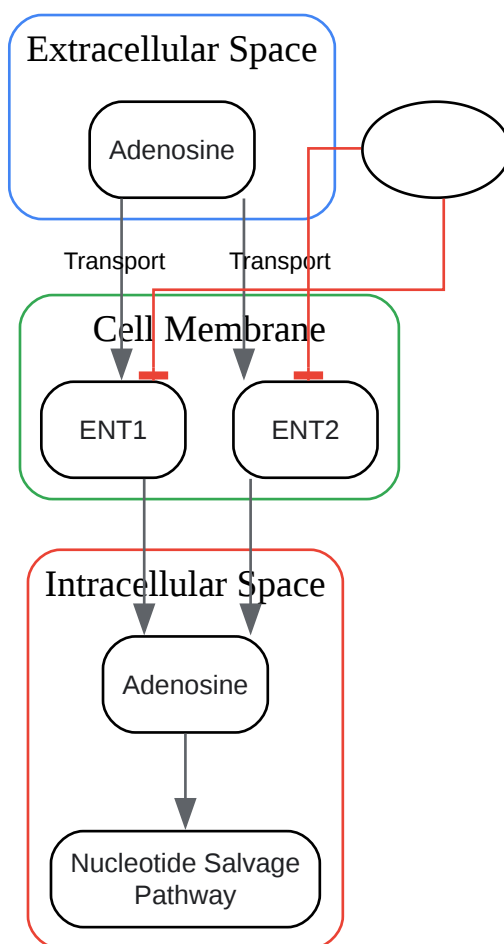 Extracellular Space
Adenosine
Transport Transport
Cell Membrane
ENT1 ENT2
Intracellular Space
Adenosine
Nucleotide Salvage
Pathway